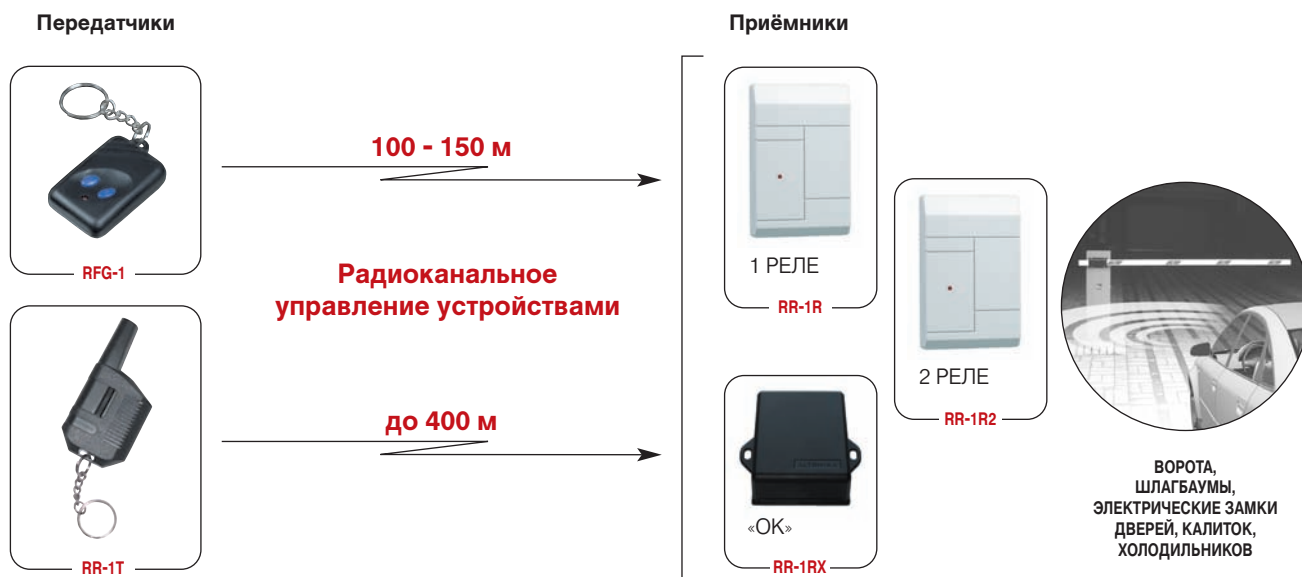 Передатчики
Приёмники
100 - 150 м
RFG-1
Радиоканальное
управление устройствами
1 РЕЛЕ
RR-1R
2 РЕЛЕ
RR-1R2
до 400 м
RR-1T
«ОК»
RR-1RX
ВОРОТА,
ШЛАГБАУМЫ,
ЭЛЕКТРИЧЕСКИЕ ЗАМКИ
ДВЕРЕЙ, КАЛИТОК,
ХОЛОДИЛЬНИКОВ